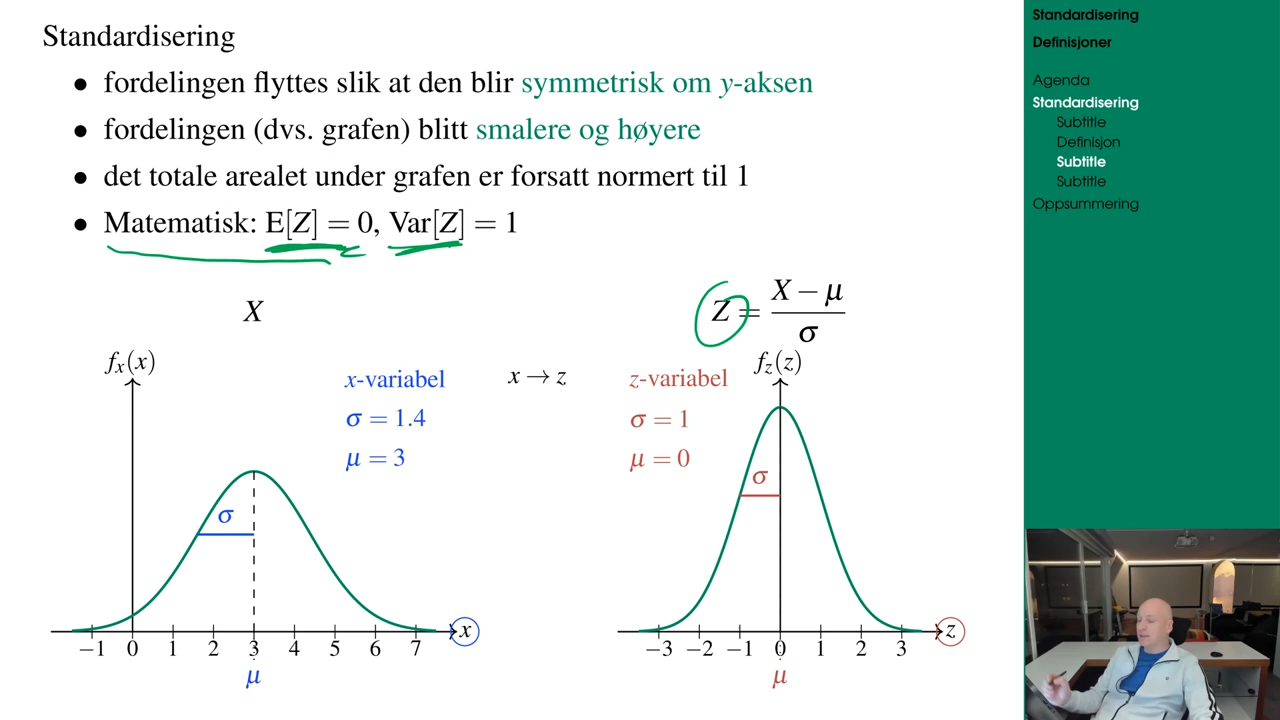 Standardisering
• fordelingen flyttes slik at den blir symmetrisk om y-aksen
• fordelingen (dvs. grafen) blitt smalere og høyere
• det totale arealet under grafen er forsatt normert til 1
• Matematisk: E[Z] = 0, Var[Z] = 1
X
Z = (X − μ) / σ
fx(x)
x-variabel
σ = 1.4
μ = 3
x → z
z-variabel
σ = 1
μ = 0
fz(z)
σ
σ
−1 0 1 2 3 4 5 6 7 x
μ
−3 −2 −1 0 1 2 3 z
μ
Standardisering
Definisjoner
Agenda
Standardisering
Subtitle
Definisjon
Subtitle
Subtitle
Oppsummering